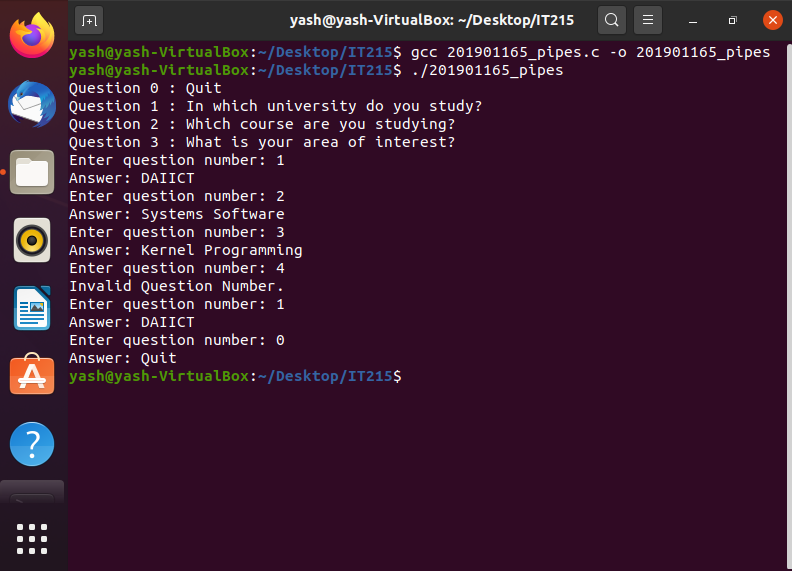 yash@yash-VirtualBox: ~/Desktop/IT215
yash@yash-VirtualBox:~/Desktop/IT215$ gcc 201901165_pipes.c -o 201901165_pipes
yash@yash-VirtualBox:~/Desktop/IT215$ ./201901165_pipes
Question 0 : Quit
Question 1 : In which university do you study?
Question 2 : Which course are you studying?
Question 3 : What is your area of interest?
Enter question number: 1
Answer: DAIICT
Enter question number: 2
Answer: Systems Software
Enter question number: 3
Answer: Kernel Programming
Enter question number: 4
Invalid Question Number.
Enter question number: 1
Answer: DAIICT
Enter question number: 0
Answer: Quit
yash@yash-VirtualBox:~/Desktop/IT215$